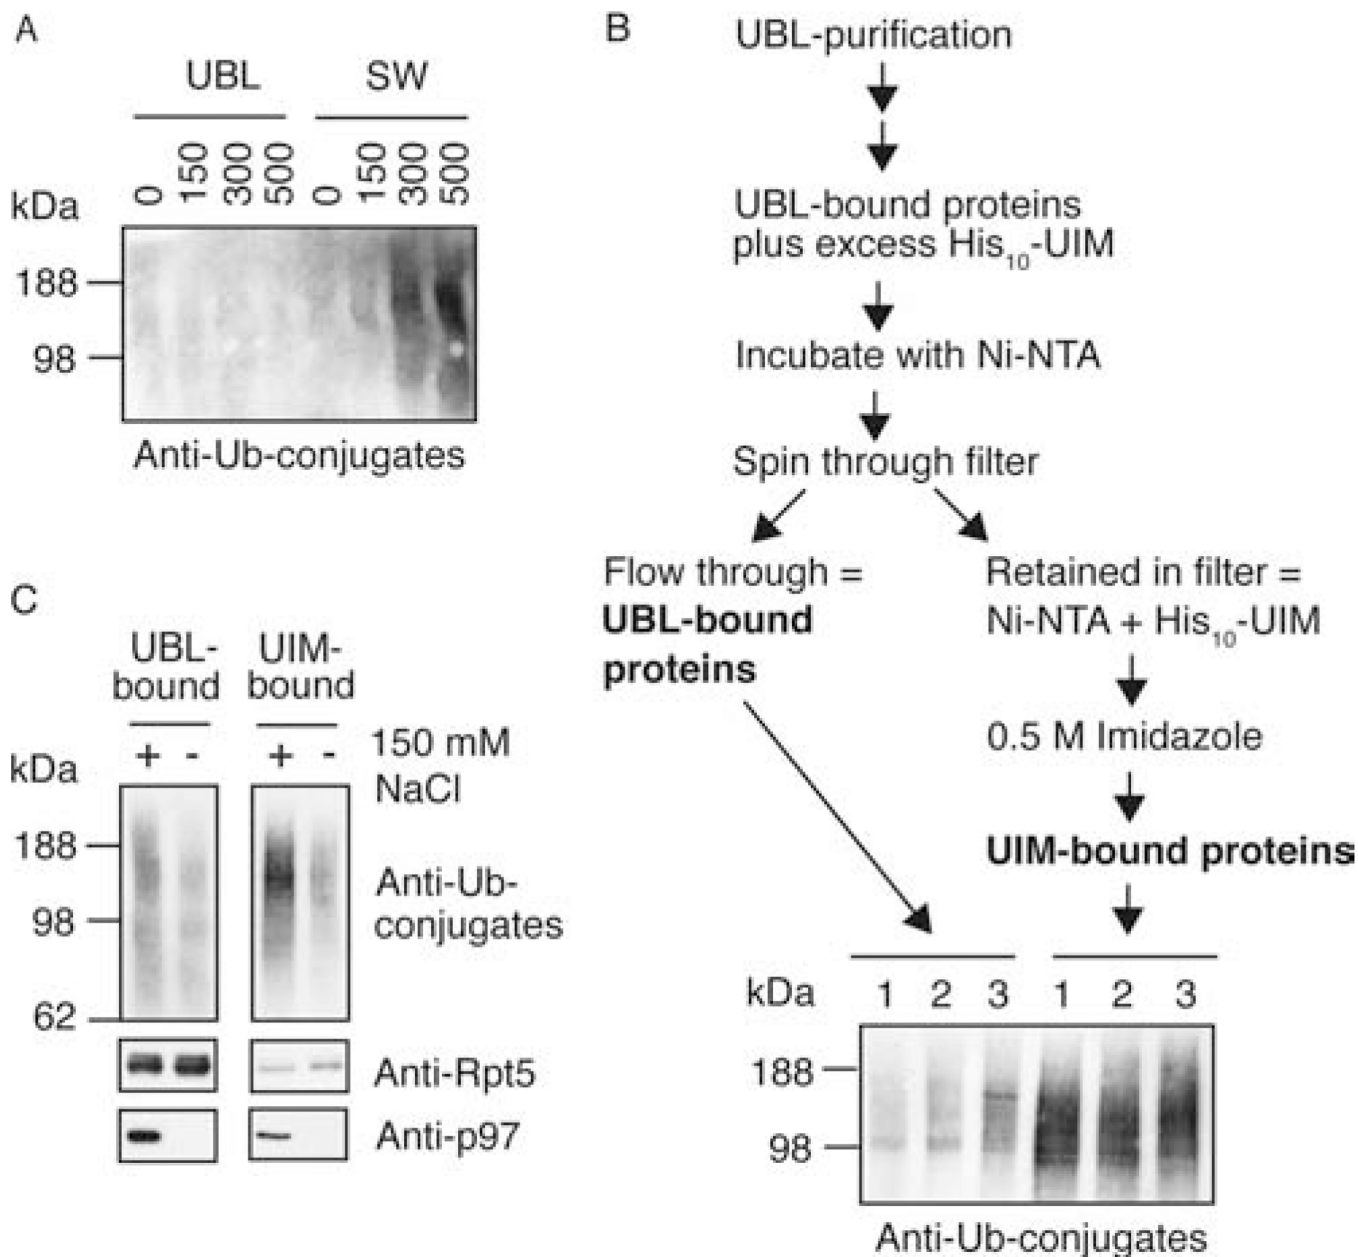 A
UBL SW
0 150 300 500 0 150 300 500
kDa
188
98
Anti-Ub-conjugates
B
UBL-purification
UBL-bound proteins
plus excess His10-UIM
Incubate with Ni-NTA
Spin through filter
Flow through =
UBL-bound
proteins
Retained in filter =
Ni-NTA + His10-UIM
0.5 M Imidazole
UIM-bound proteins
kDa 1 2 3 1 2 3
188
98
Anti-Ub-conjugates
C
UBL-
bound
UIM-
bound
+ - + - 150 mM
NaCl
kDa
188
98
62
Anti-Ub-
conjugates
Anti-Rpt5
Anti-p97